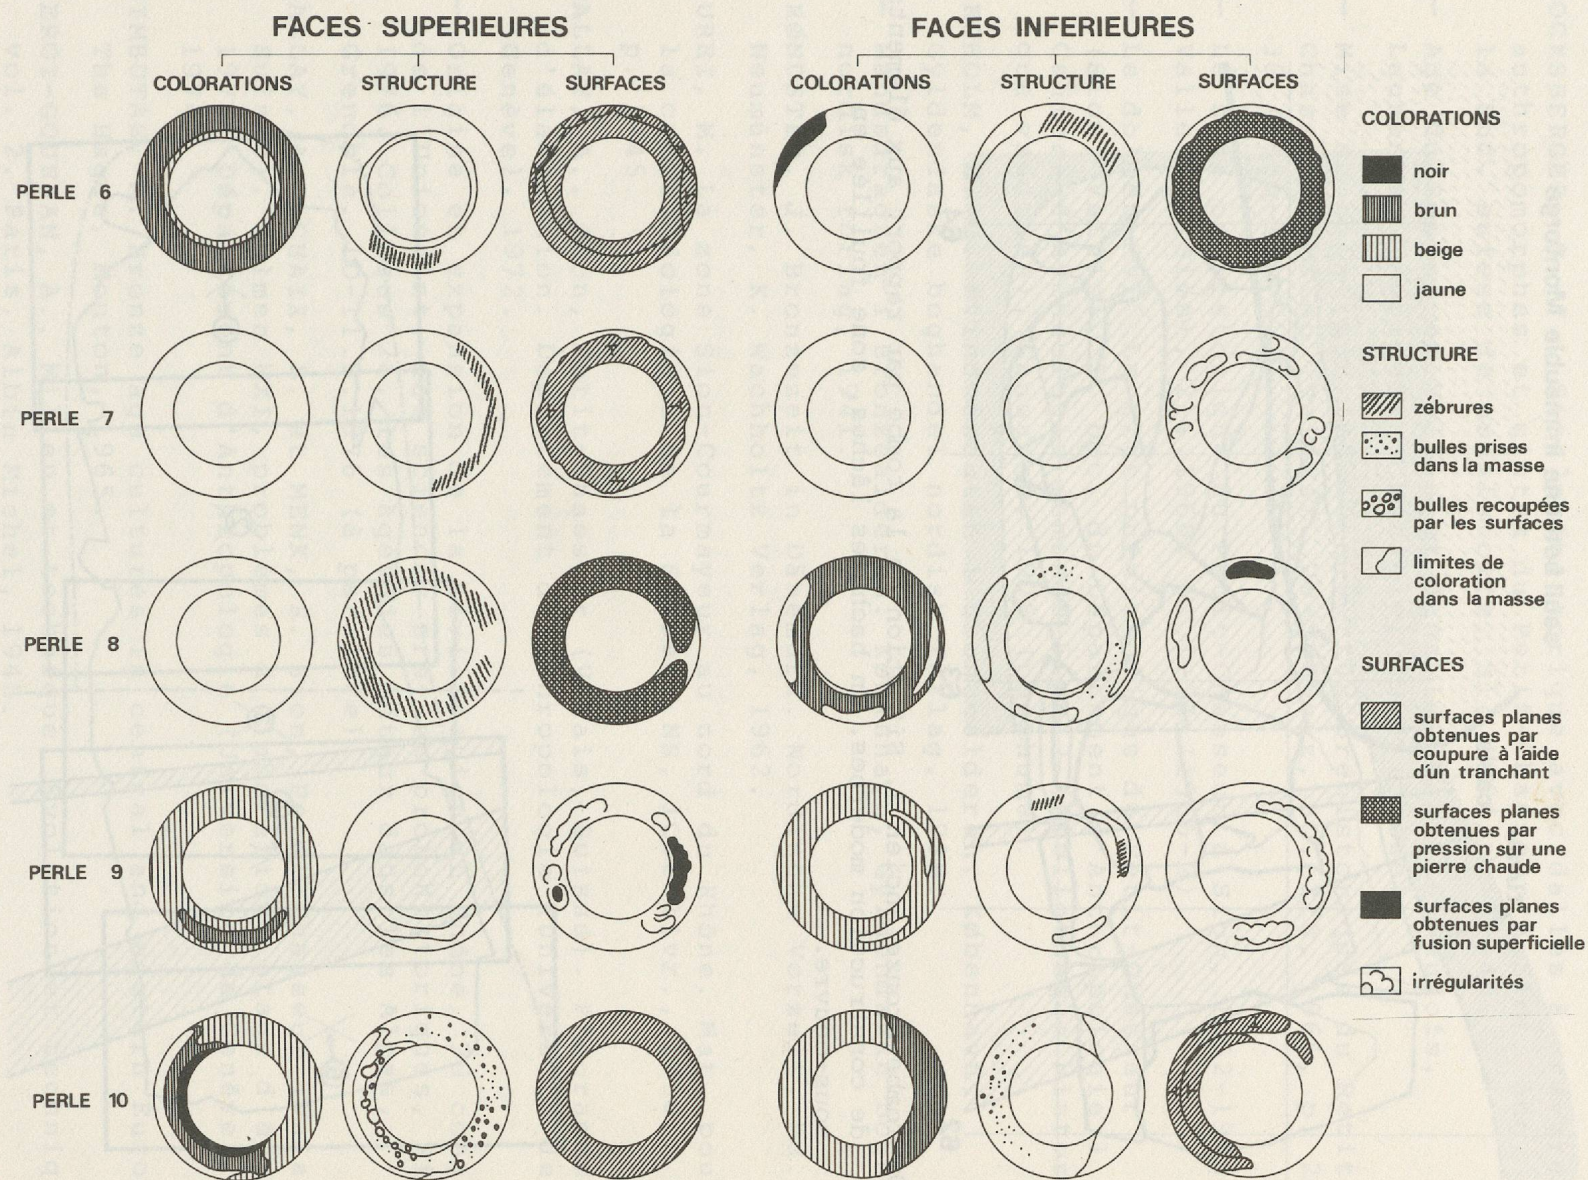 FACES SUPERIEURES
FACES INFERIEURES
COLORATIONS
STRUCTURE
SURFACES
COLORATIONS
STRUCTURE
SURFACES
PERLE 6
PERLE 7
PERLE 8
PERLE 9
PERLE 10
COLORATIONS
noir
brun
beige
jaune
STRUCTURE
zébrures
bulles prises
dans la masse
bulles recoupées
par les surfaces
limites de
coloration
dans la masse
SURFACES
surfaces planes
obtenues par
coupure à l'aide
d'un tranchant
surfaces planes
obtenues par
pression sur une
pierre chaude
surfaces planes
obtenues par
fusion superficielle
irrégularités